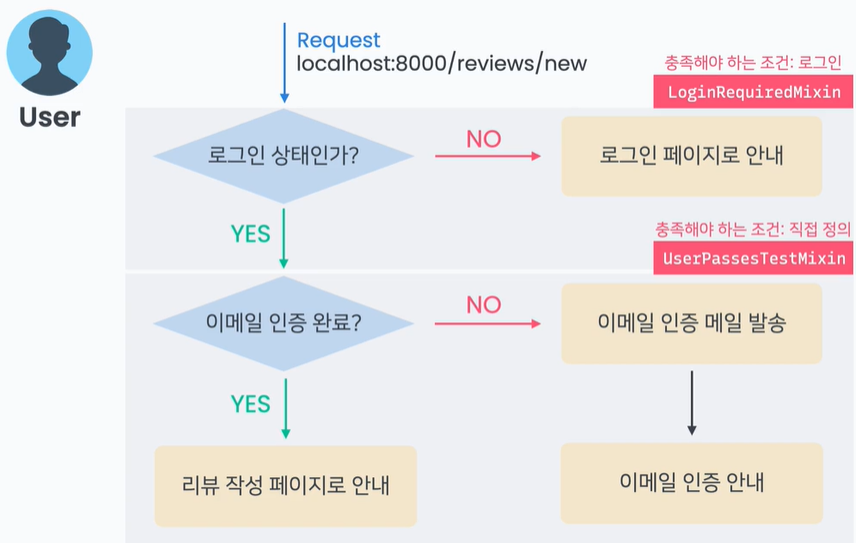 User
Request
localhost:8000/reviews/new
충족해야 하는 조건: 로그인
LoginRequiredMixin
로그인 상태인가?
NO
로그인 페이지로 안내
YES
충족해야 하는 조건: 직접 정의
UserPassesTestMixin
이메일 인증 완료?
NO
이메일 인증 메일 발송
YES
리뷰 작성 페이지로 안내
이메일 인증 안내